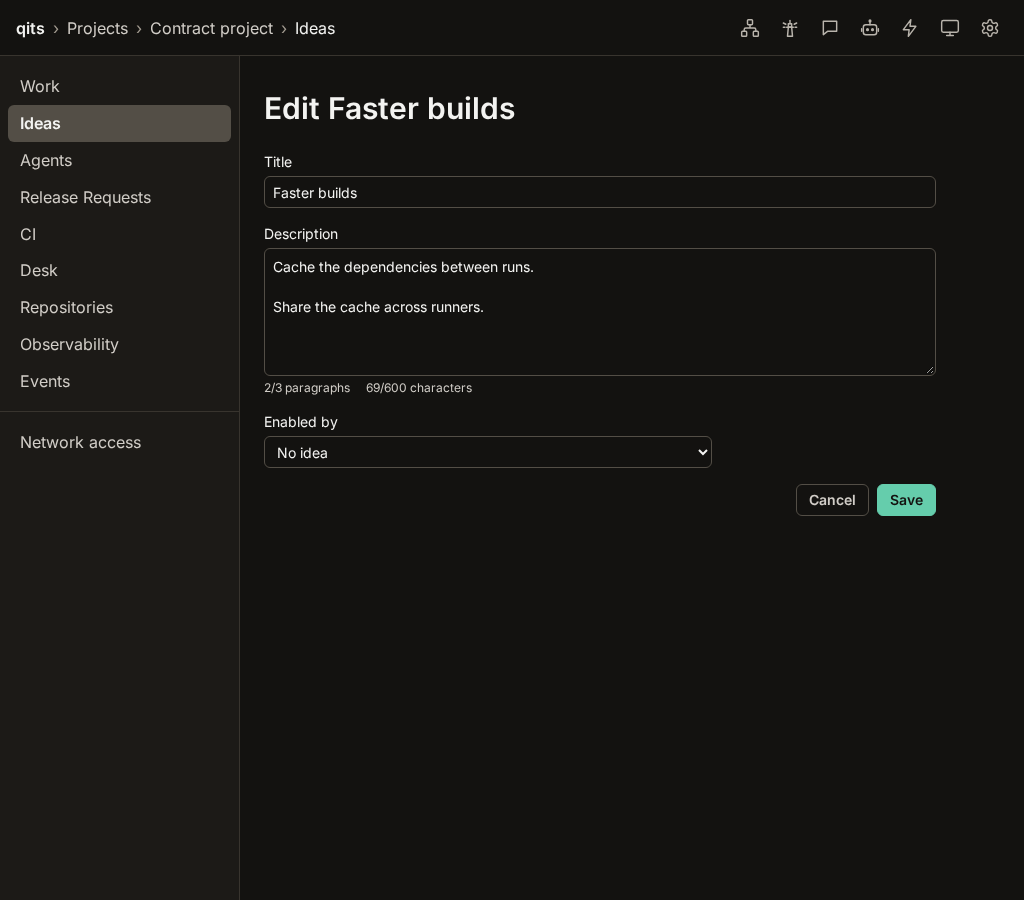 qits › Projects › Contract project › Ideas
Work
Ideas
Agents
Release Requests
CI
Desk
Repositories
Observability
Events
Network access
Edit Faster builds
Title
Faster builds
Description
Cache the dependencies between runs.
Share the cache across runners.
2/3 paragraphs 69/600 characters
Enabled by
No idea
Cancel Save